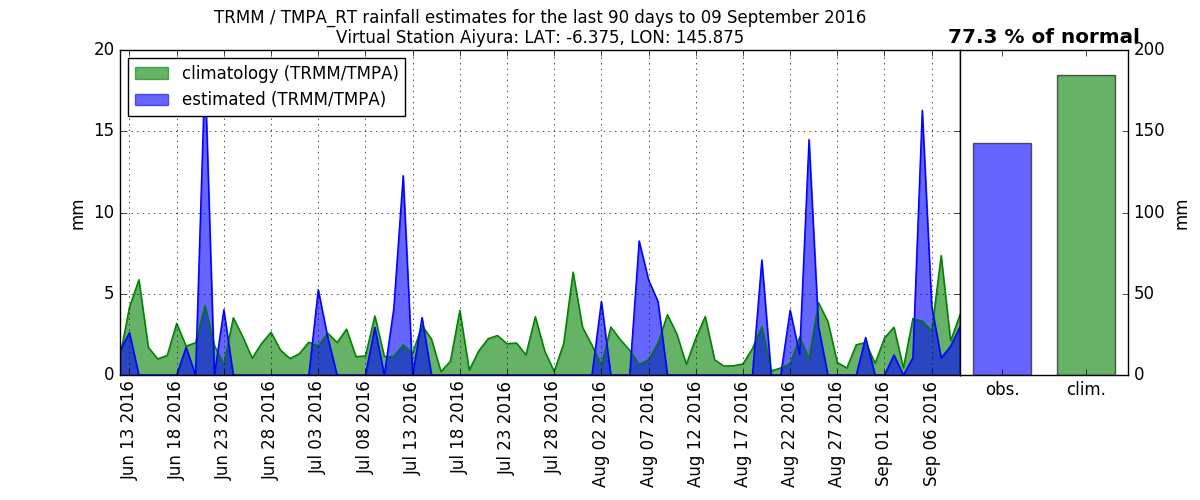 TRMM / TMPA_RT rainfall estimates for the last 90 days to 09 September 2016
Virtual Station Aiyura: LAT: -6.375, LON: 145.875
77.3 % of normal
climatology (TRMM/TMPA)
estimated (TRMM/TMPA)
20
15
10
5
0
mm
200
150
100
50
0
mm
Jun 13 2016
Jun 18 2016
Jun 23 2016
Jun 28 2016
Jul 03 2016
Jul 08 2016
Jul 13 2016
Jul 18 2016
Jul 23 2016
Jul 28 2016
Aug 02 2016
Aug 07 2016
Aug 12 2016
Aug 17 2016
Aug 22 2016
Aug 27 2016
Sep 01 2016
Sep 06 2016
obs.
clim.